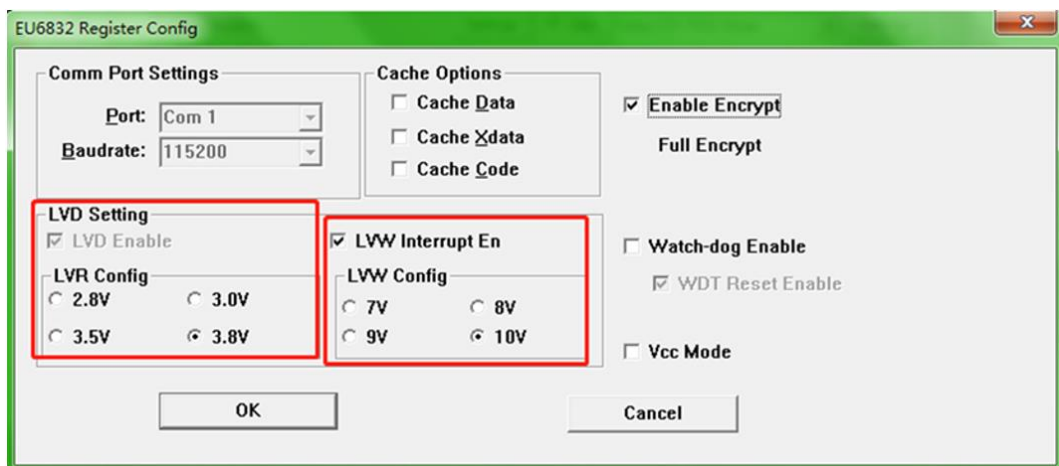 EU6832 Register Config
Comm Port Settings
Port: Com 1
Baudrate: 115200
Cache Options
Cache Data
Cache Xdata
Cache Code
Enable Encrypt
Full Encrypt
LVD Setting
LVD Enable
LVR Config
2.8V 3.0V
3.5V 3.8V
LVW Interrupt En
LVW Config
7V 8V
9V 10V
Watch-dog Enable
WDT Reset Enable
Vcc Mode
OK
Cancel